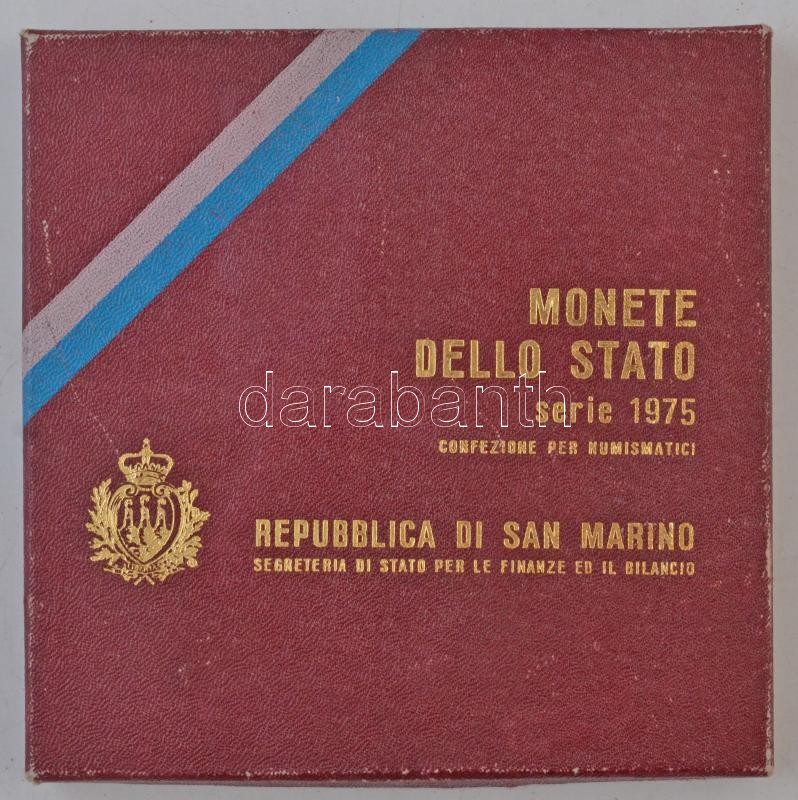 MONETE
DELLO STATO
serie 1975
CONFEZIONE PER NUMISMATICI
REPUBBLICA DI SAN MARINO
SEGRETERIA DI STATO PER LE FINANZE ED IL BILANCIO
darabanth